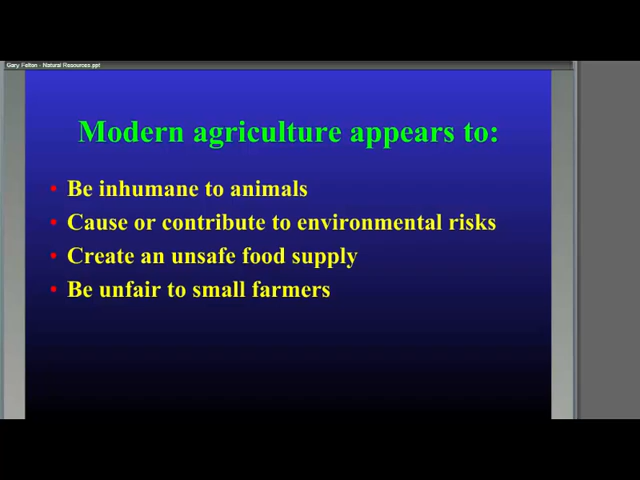 Gary Felton - Natural Resources.ppt
Modern agriculture appears to:
• Be inhumane to animals
• Cause or contribute to environmental risks
• Create an unsafe food supply
• Be unfair to small farmers